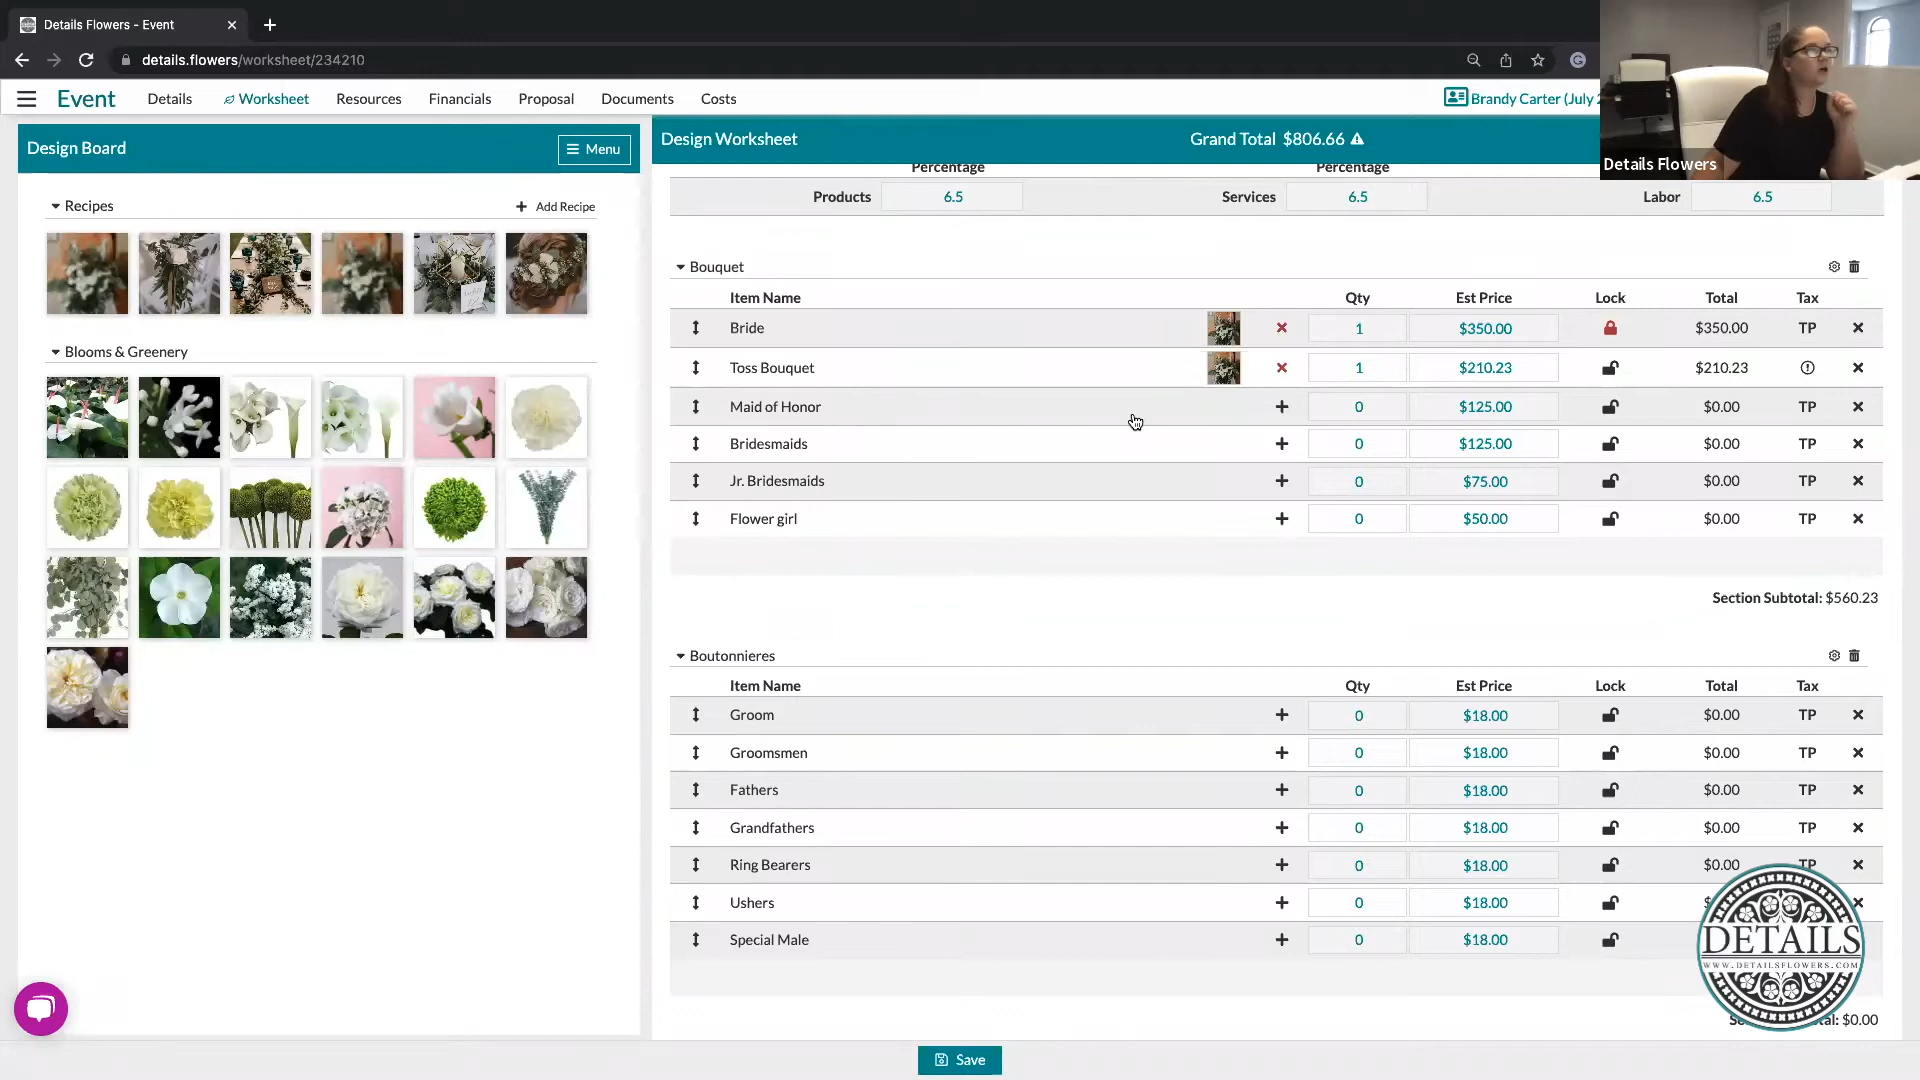 Details Flowers - Event
details.flowers/worksheet/234210
Event Details Worksheet Resources Financials Proposal Documents Costs
Brandy Carter (July
Details Flowers
Design Board
Menu
Recipes
Add Recipe
Blooms & Greenery
Design Worksheet
Grand Total $806.66
Percentage Percentage
Products 6.5 Services 6.5 Labor 6.5
Bouquet
Item Name Qty Est Price Lock Total Tax
Bride 1 $350.00 $350.00 TP
Toss Bouquet 1 $210.23 $210.23
Maid of Honor 0 $125.00 $0.00 TP
Bridesmaids 0 $125.00 $0.00 TP
Jr. Bridesmaids 0 $75.00 $0.00 TP
Flower girl 0 $50.00 $0.00 TP
Section Subtotal: $560.23
Boutonnieres
Item Name Qty Est Price Lock Total Tax
Groom 0 $18.00 $0.00 TP
Groomsmen 0 $18.00 $0.00 TP
Fathers 0 $18.00 $0.00 TP
Grandfathers 0 $18.00 $0.00 TP
Ring Bearers 0 $18.00 $0.00 TP
Ushers 0 $18.00
Special Male 0 $18.00
DETAILS
WWW.DETAILSFLOWERS.COM
$0.00
Save